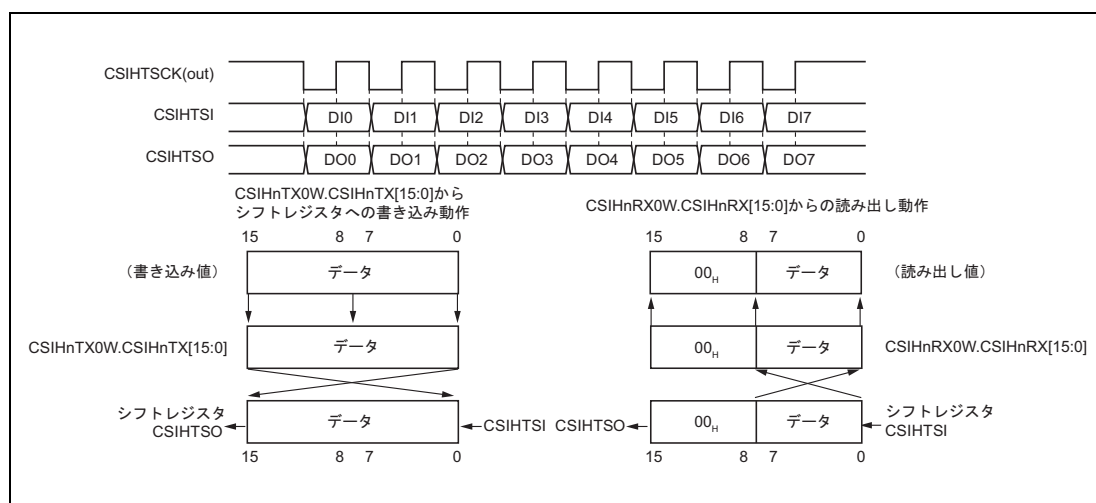 CSIHTSCK(out)
CSIHTSI DI0 DI1 DI2 DI3 DI4 DI5 DI6 DI7
CSIHTSO DO0 DO1 DO2 DO3 DO4 DO5 DO6 DO7
CSIHnTX0W.CSIHnTX[15:0]から
シフトレジスタへの書き込み動作
15 8 7 0
(書き込み値) データ
CSIHnTX0W.CSIHnTX[15:0] データ
シフトレジスタ
CSIHTSO データ CSIHTSI
15 8 7 0
CSIHnRX0W.CSIHnRX[15:0]からの読み出し動作
15 8 7 0
00H データ (読み出し値)
00H データ CSIHnRX0W.CSIHnRX[15:0]
CSIHTSO 00H データ シフトレジスタ
CSIHTSI
15 8 7 0